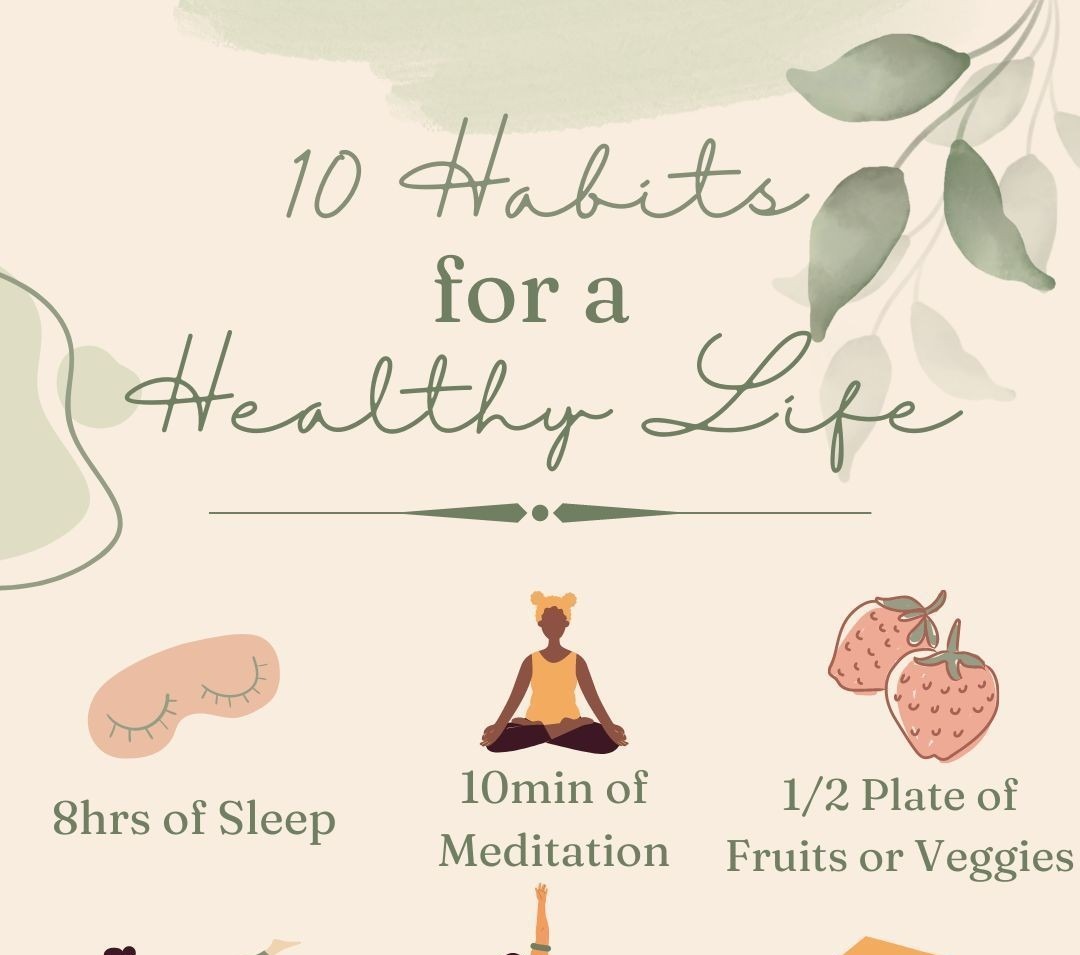 10 Habits
for a
Healthy Life
8hrs of Sleep
10min of
Meditation
1/2 Plate of
Fruits or Veggies